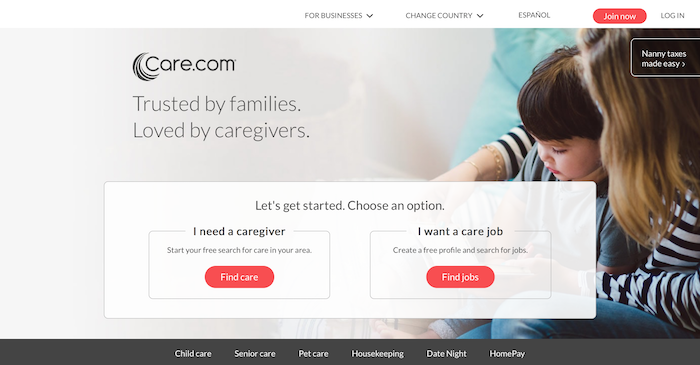 FOR BUSINESSES
CHANGE COUNTRY
ESPAÑOL
Join now
LOG IN
Nanny taxes
made easy ›
Care.com
Trusted by families.
Loved by caregivers.
Let's get started. Choose an option.
I need a caregiver
Start your free search for care in your area.
Find care
I want a care job
Create a free profile and search for jobs.
Find jobs
Child care
Senior care
Pet care
Housekeeping
Date Night
HomePay